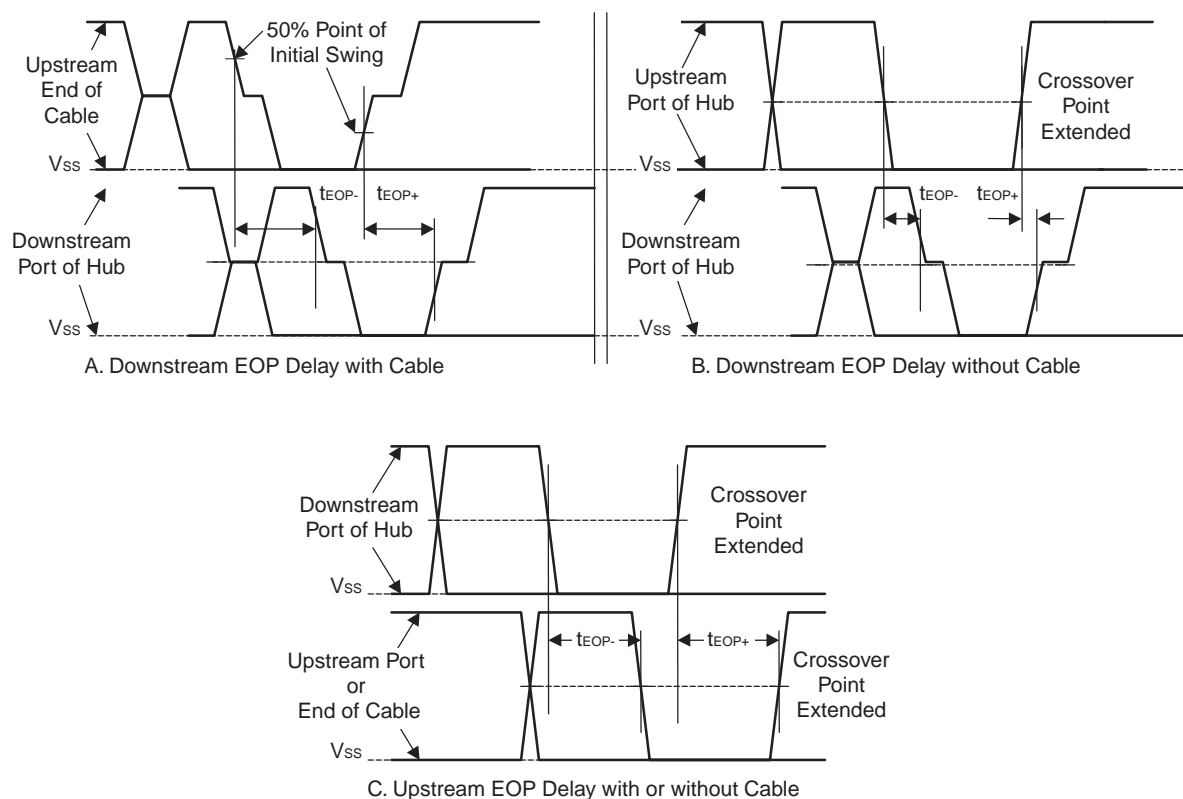 50% Point of
Initial Swing
Upstream
End of
Cable
VSS
tEOP-
tEOP+
Downstream
Port of Hub
VSS
A. Downstream EOP Delay with Cable
Upstream
Port of Hub
Crossover
Point
Extended
VSS
tEOP-
tEOP+
Downstream
Port of Hub
VSS
B. Downstream EOP Delay without Cable
Downstream
Port of Hub
Crossover
Point
Extended
VSS
tEOP-
tEOP+
Upstream Port
or
End of Cable
Crossover
Point
Extended
VSS
C. Upstream EOP Delay with or without Cable